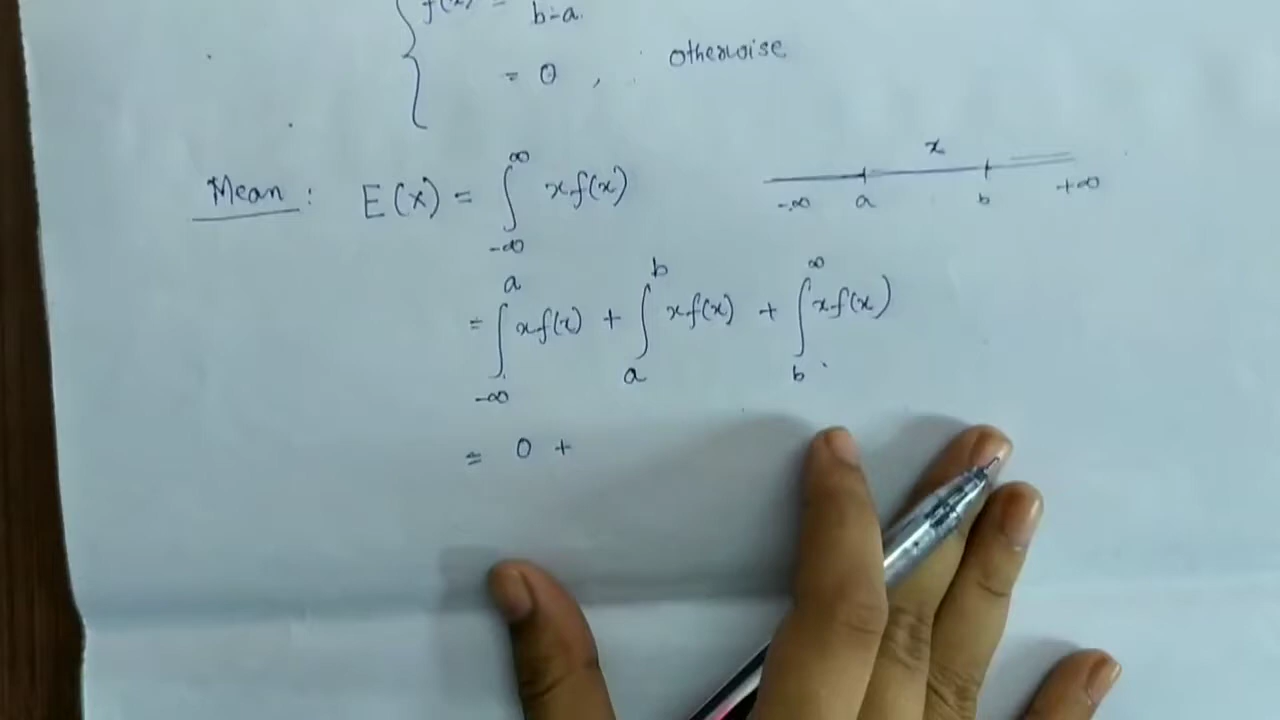 f(x) = b-a
= 0 , otherwise
Mean : E(x) = ∫_{-∞}^{∞} x f(x)
x
-∞ a b +∞
= ∫_{-∞}^{a} x f(x) + ∫_{a}^{b} x f(x) + ∫_{b}^{∞} x f(x)
= 0 +